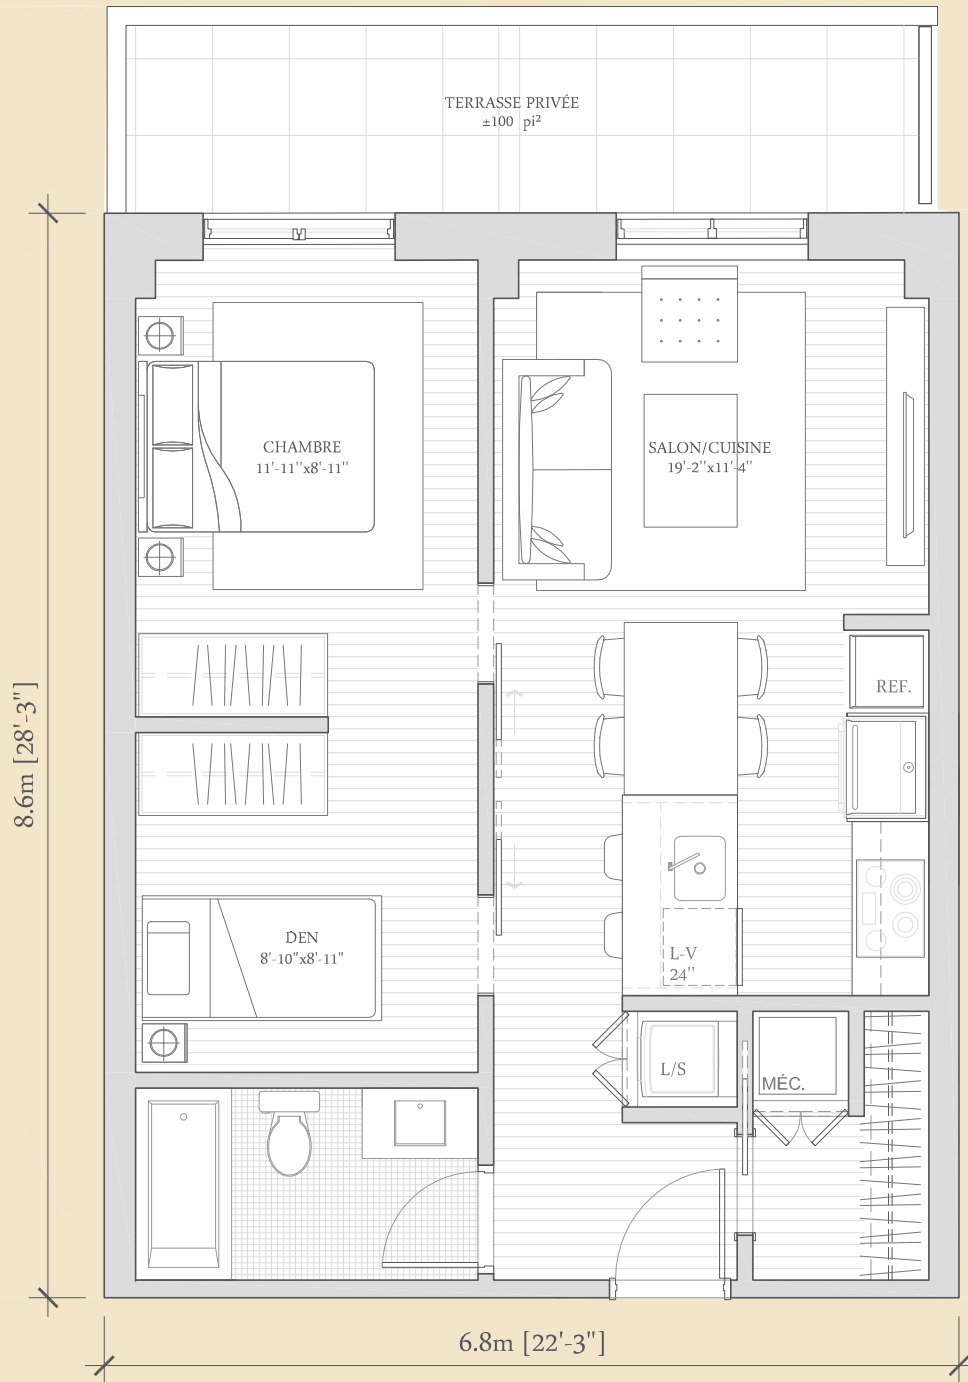 TERRASSE PRIVÉE
±100 pi²
CHAMBRE
11'-11''x8'-11''
SALON/CUISINE
19'-2''x11'-4''
REF.
8.6m [28'-3"]
DEN
8'-10"x8'-11"
L-V
24''
L/S
MÉC.
6.8m [22'-3"]